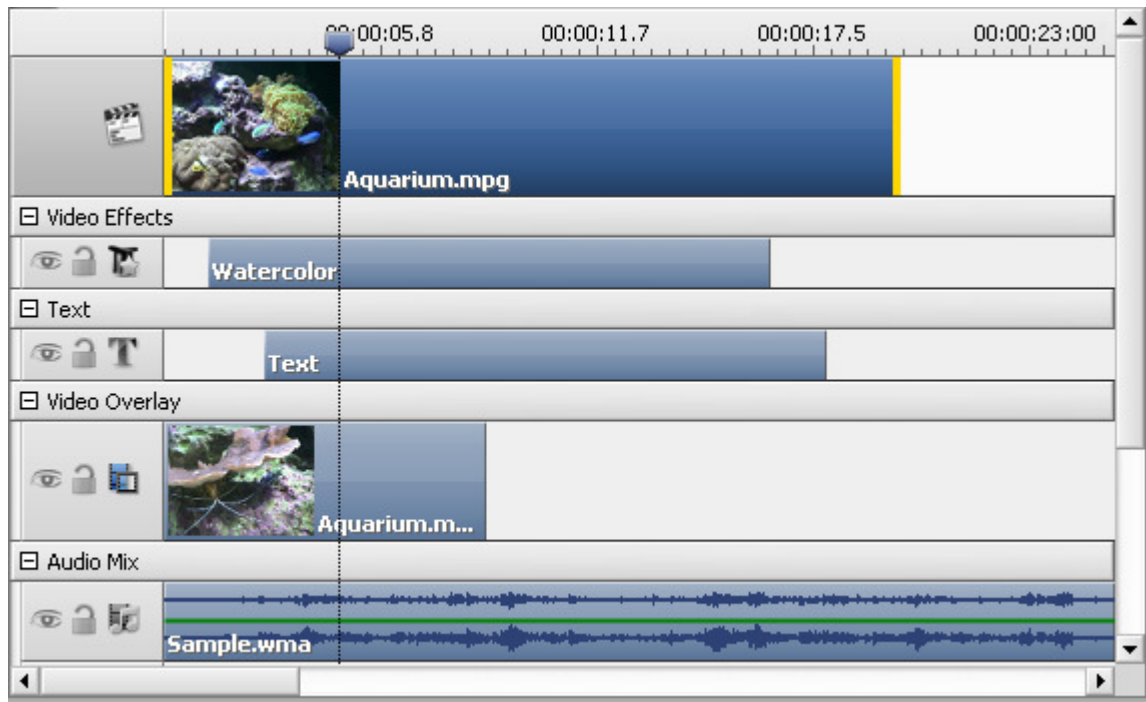 00:00:05.8 00:00:11.7 00:00:17.5 00:00:23:00
Aquarium.mpg
Video Effects
Watercolor
Text
T Text
Video Overlay
Aquarium.m...
Audio Mix
Sample.wma